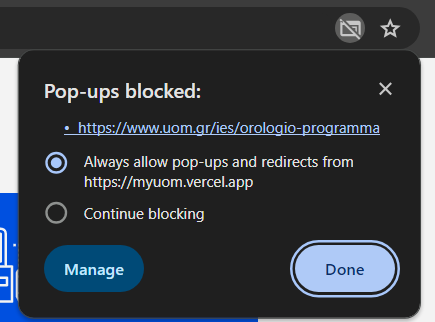 Pop-ups blocked:
• https://www.uom.gr/ies/orologio-programma
Always allow pop-ups and redirects from
https://myuom.vercel.app
Continue blocking
Manage
Done